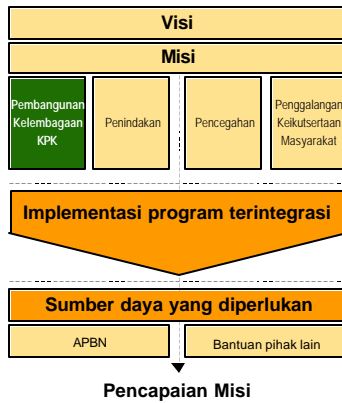 Visi
Misi
Pembangunan
Kelembagaan
KPK
Penindakan
Pencegahan
Penggalangan
Keikutsertaan
Masyarakat
Implementasi program terintegrasi
Sumber daya yang diperlukan
APBN
Bantuan pihak lain
Pencapaian Misi